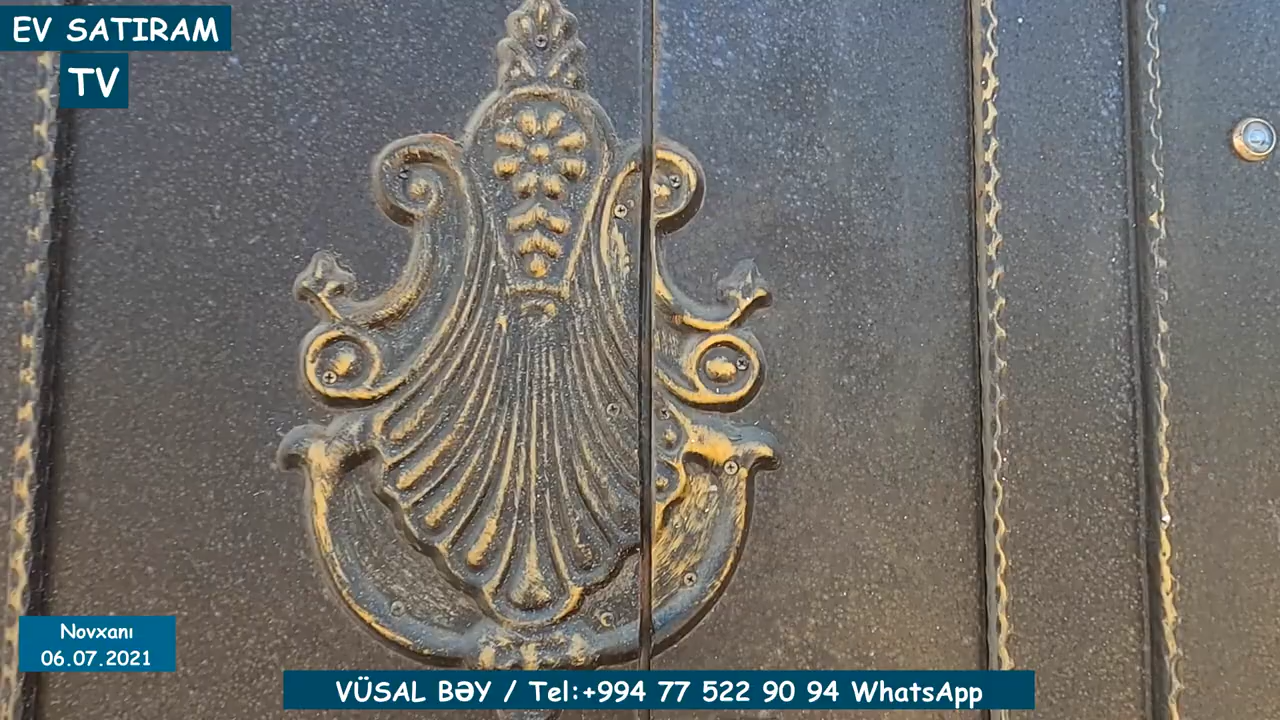 EV SATIRAM
TV
Novxanı
06.07.2021
VÜSAL BƏY / Tel:+994 77 522 90 94 WhatsApp